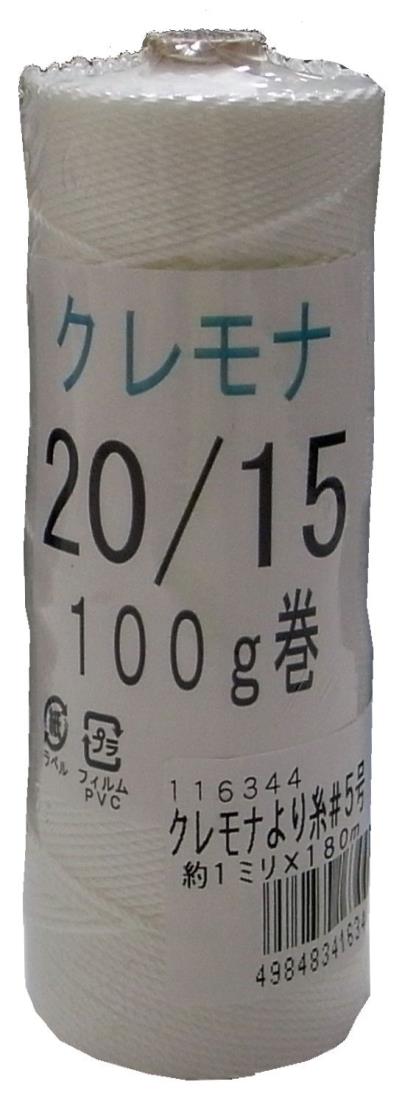 クレモナ
20/15
100g巻
紙
ラベル
プラ
フィルム
PVC
116344
クレモナより糸#5号
約1ミリ×180m
49848341634